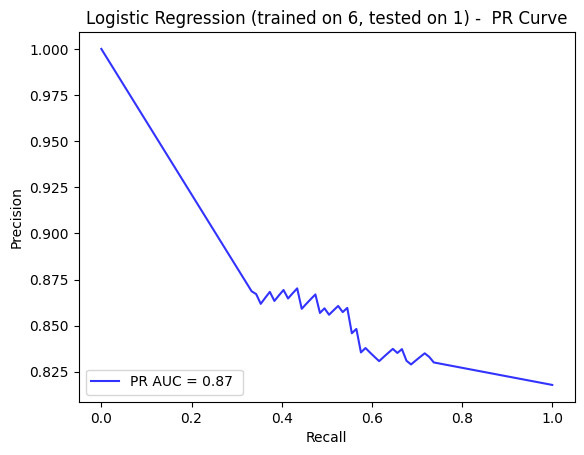 Logistic Regression (trained on 6, tested on 1) -  PR Curve
1.000
0.975
0.950
0.925
0.900
0.875
0.850
0.825
Precision
PR AUC = 0.87
0.0 0.2 0.4 0.6 0.8 1.0
Recall